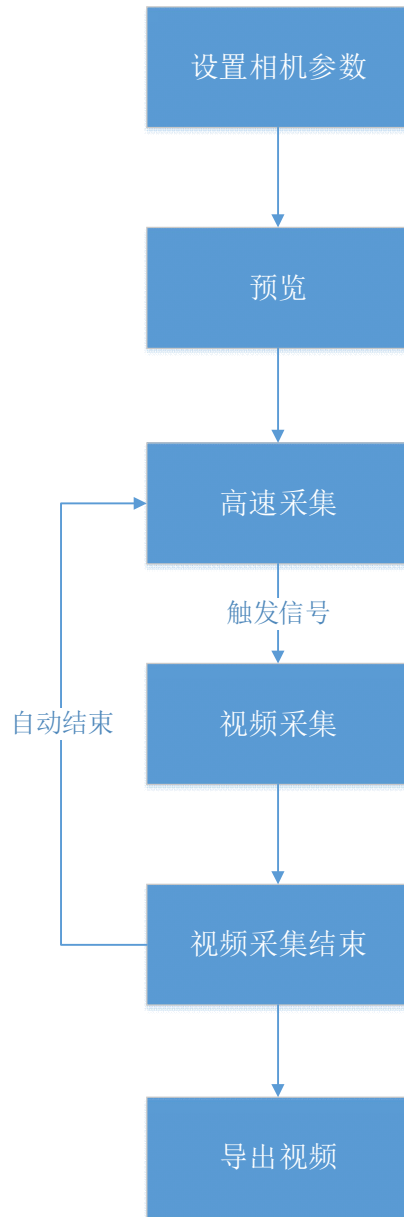 设置相机参数
预览
高速采集
触发信号
视频采集
自动结束
视频采集结束
导出视频